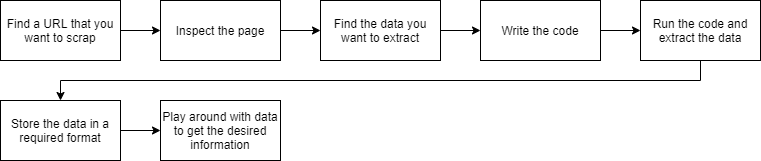 Find a URL that you
want to scrap
Inspect the page
Find the data you
want to extract
Write the code
Run the code and
extract the data
Store the data in a
required format
Play around with data
to get the desired
information